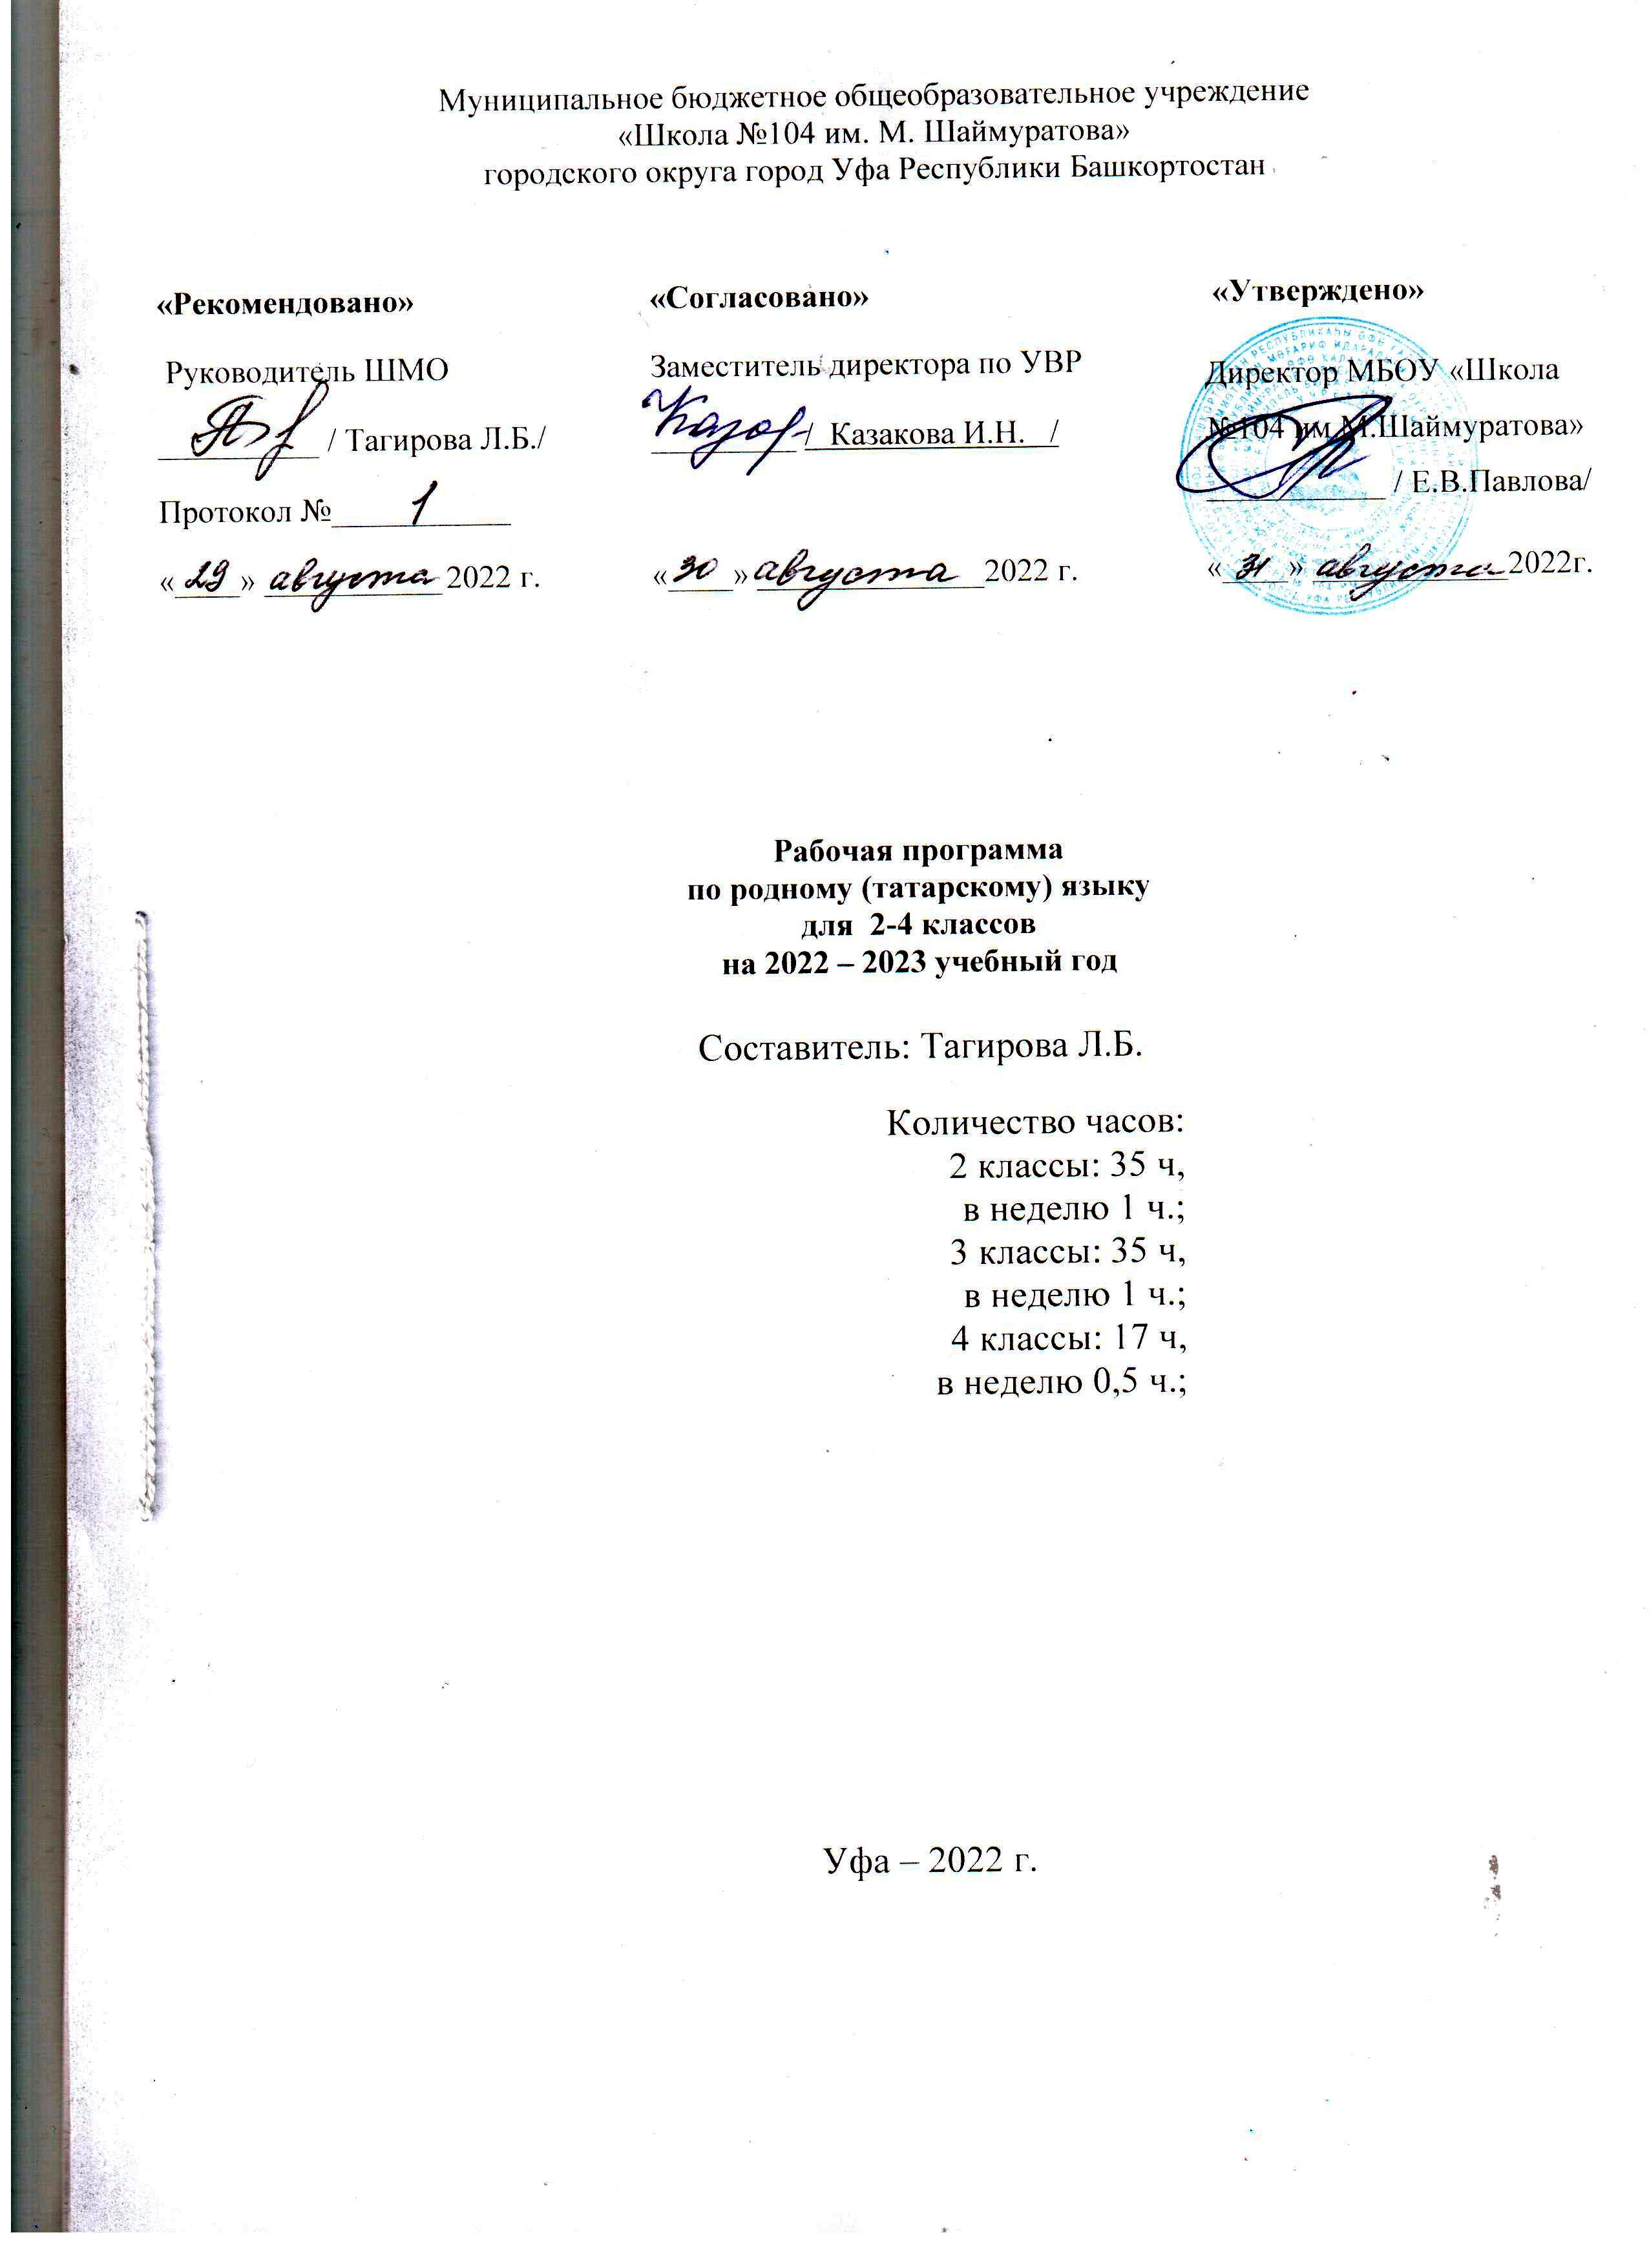 Муниципальное бюджетное общеобразовательное учреждение
«Школа №104 им. М. Шаймуратова»
городского округа город Уфа Республики Башкортостан
«Рекомендовано»
Руководитель ШМО
/ Тагирова Л.Б./
Протокол № 1
«29» августа 2022 г.
«Согласовано»
Заместитель директора по УВР
/ Казакова И.Н. /
«30» августа 2022 г.
«Утверждено»
Директор МБОУ «Школа
№104 им М.Шаймуратова»
/ Е.В.Павлова/
«31» августа 2022г.
Рабочая программа
по родному (татарскому) языку
для 2-4 классов
на 2022 – 2023 учебный год
Составитель: Тагирова Л.Б.
Количество часов:
2 классы: 35 ч,
в неделю 1 ч.;
3 классы: 35 ч,
в неделю 1 ч.;
4 классы: 17 ч,
в неделю 0,5 ч.;
Уфа – 2022 г.